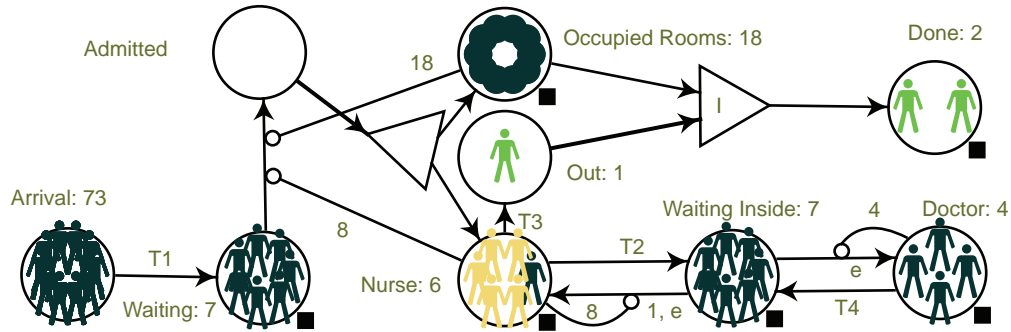 Admitted
18
Occupied Rooms: 18
Done: 2
I
Out: 1
Arrival: 73
8
T3
Waiting Inside: 7
4
Doctor: 4
T1
T2
e
Waiting: 7
Nurse: 6
8
1, e
T4